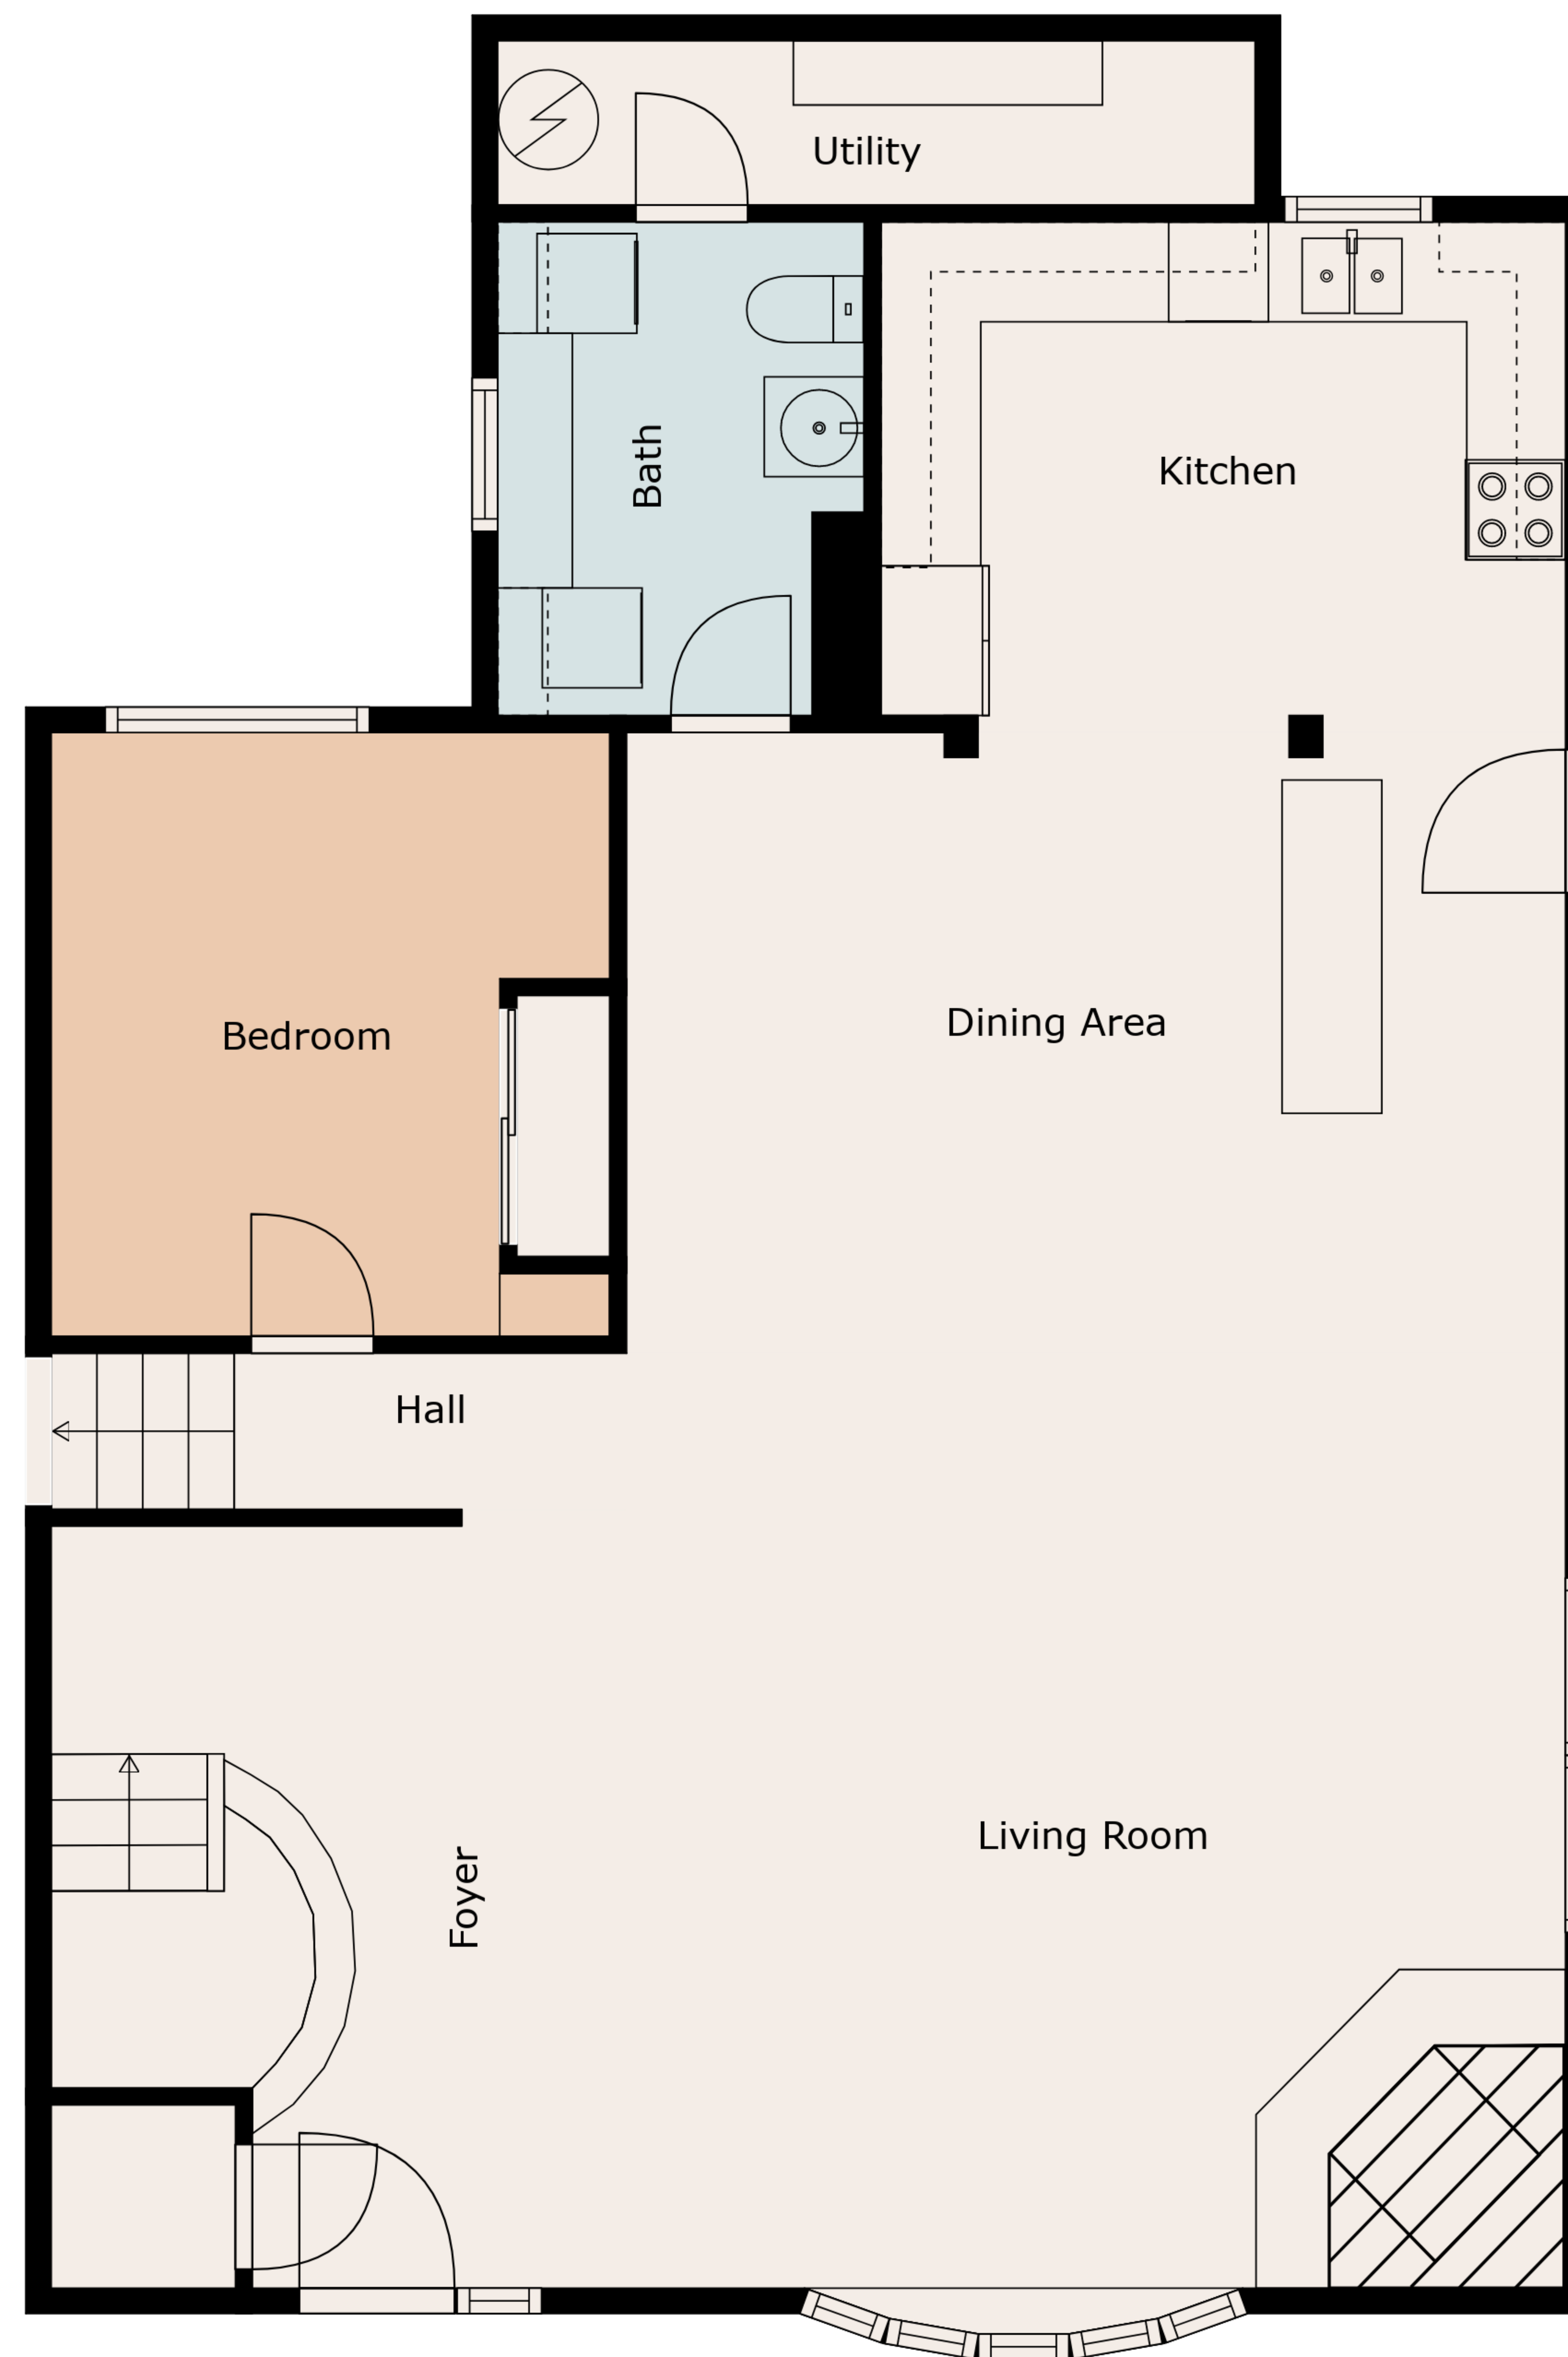 Utility
Bath
Kitchen
Dining Area
Bedroom
Hall
Living Room
Foyer